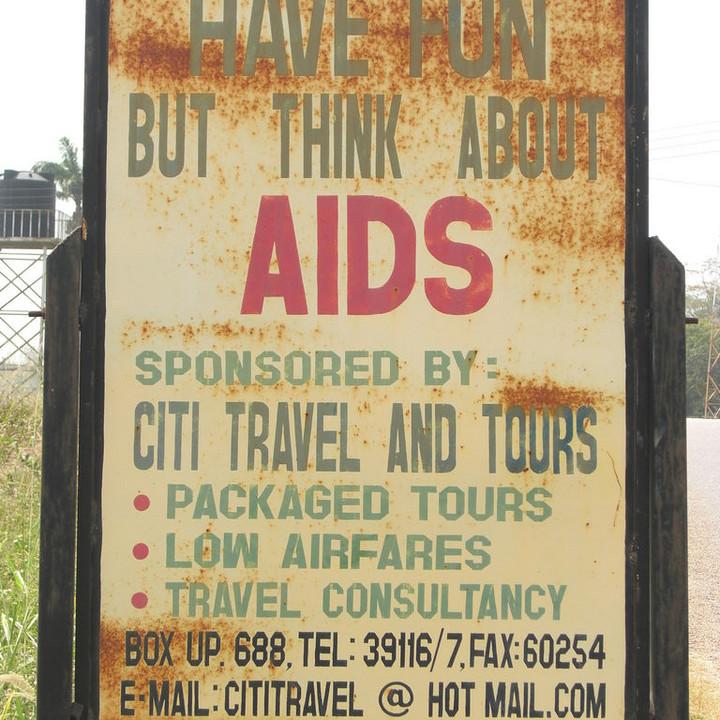 HAVE FUN
BUT THINK ABOUT
AIDS
SPONSORED BY:
CITI TRAVEL AND TOURS
• PACKAGED TOURS
• LOW AIRFARES
• TRAVEL CONSULTANCY
BOX UP. 688, TEL: 39116/7, FAX: 60254
E-MAIL: CITITRAVEL @ HOT MAIL.COM